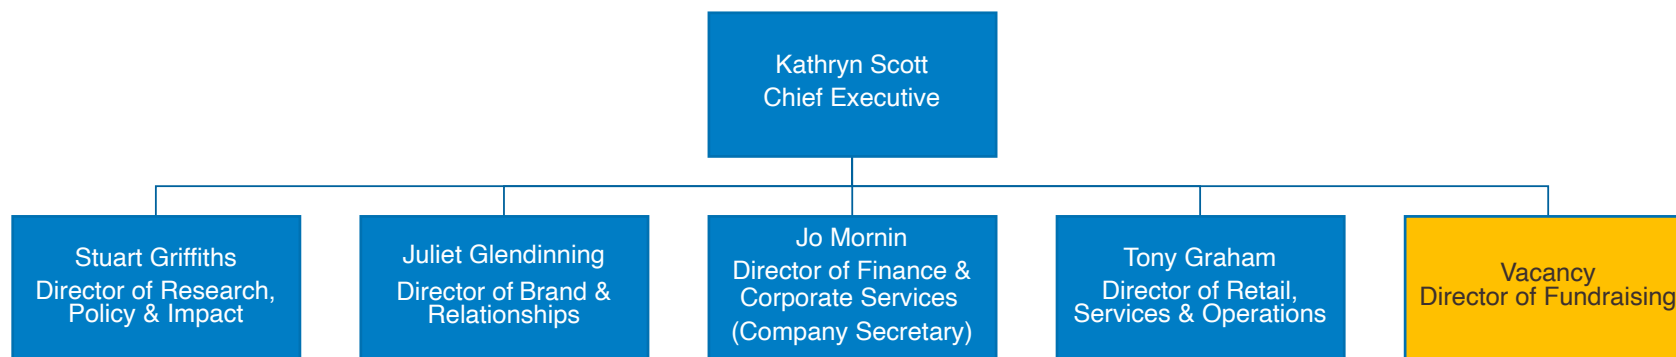 Kathryn Scott
Chief Executive
Stuart Griffiths
Director of Research,
Policy & Impact
Juliet Glendinning
Director of Brand &
Relationships
Jo Mornin
Director of Finance &
Corporate Services
(Company Secretary)
Tony Graham
Director of Retail,
Services & Operations
Vacancy
Director of Fundraising